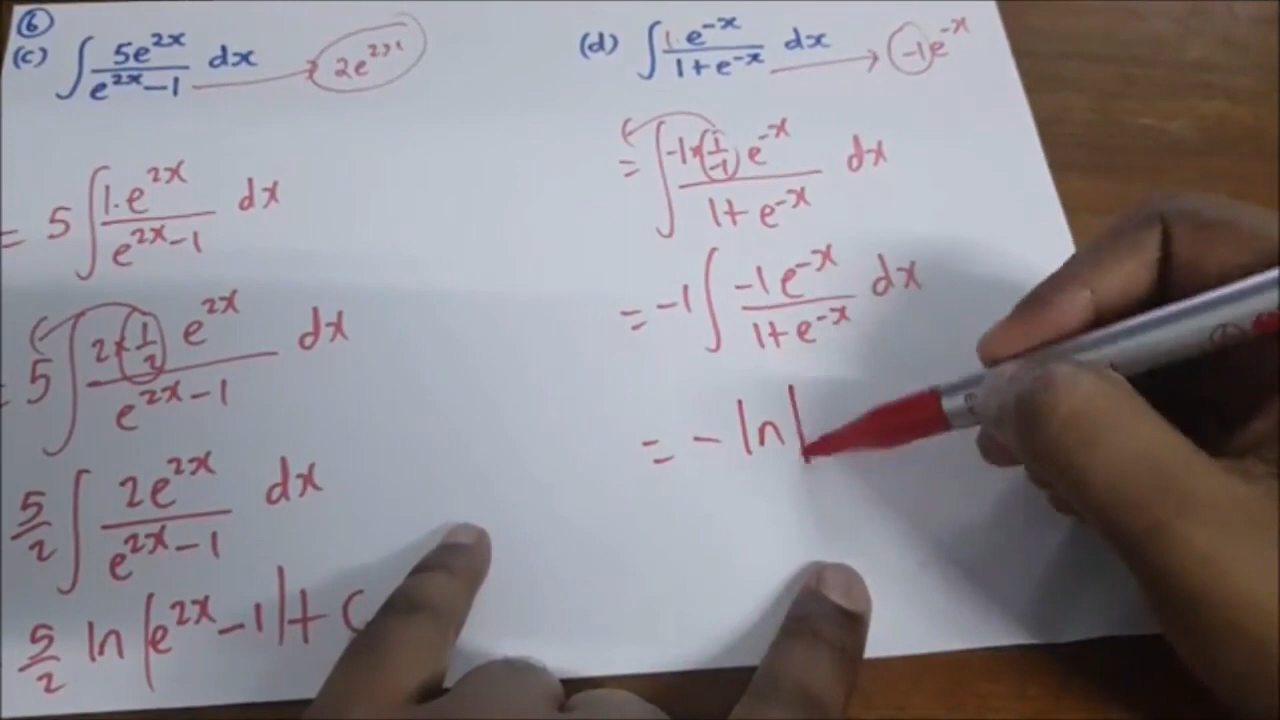 6
(c) ∫ 5e^{2x} / e^{2x}-1 dx → 2e^{2x}
= 5 ∫ 1.e^{2x} / e^{2x}-1 dx
= 5 ∫ 2×(1/2) e^{2x} / e^{2x}-1 dx
5/2 ∫ 2e^{2x} / e^{2x}-1 dx
5/2 ln|e^{2x}-1|+C
(d) ∫ 1.e^{-x} / 1+e^{-x} dx → -1e^{-x}
= ∫ -1×(1/-1) e^{-x} / 1+e^{-x} dx
= -1 ∫ -1e^{-x} / 1+e^{-x} dx
= - ln|